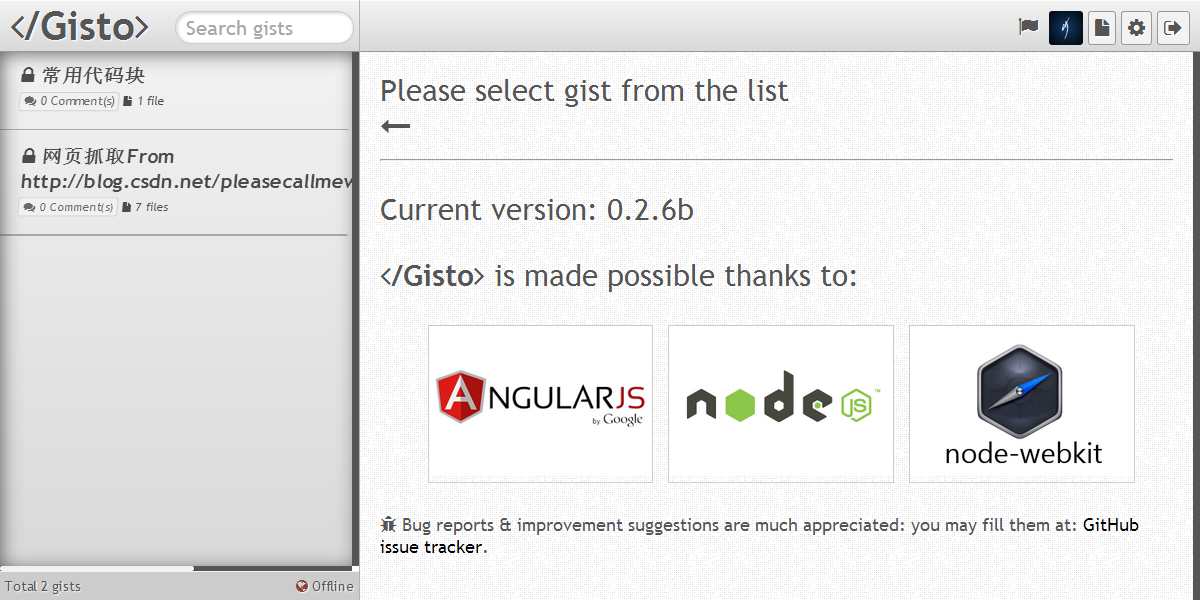 </Gisto>
Search gists
常用代码块
0 Comment(s) 1 file
网页抓取From
http://blog.csdn.net/pleasecallme
0 Comment(s) 7 files
Total 2 gists
Offline
Please select gist from the list
Current version: 0.2.6b
</Gisto> is made possible thanks to:
ANGULARJS
by Google
node JS™
node-webkit
Bug reports & improvement suggestions are much appreciated: you may fill them at: GitHub
issue tracker.